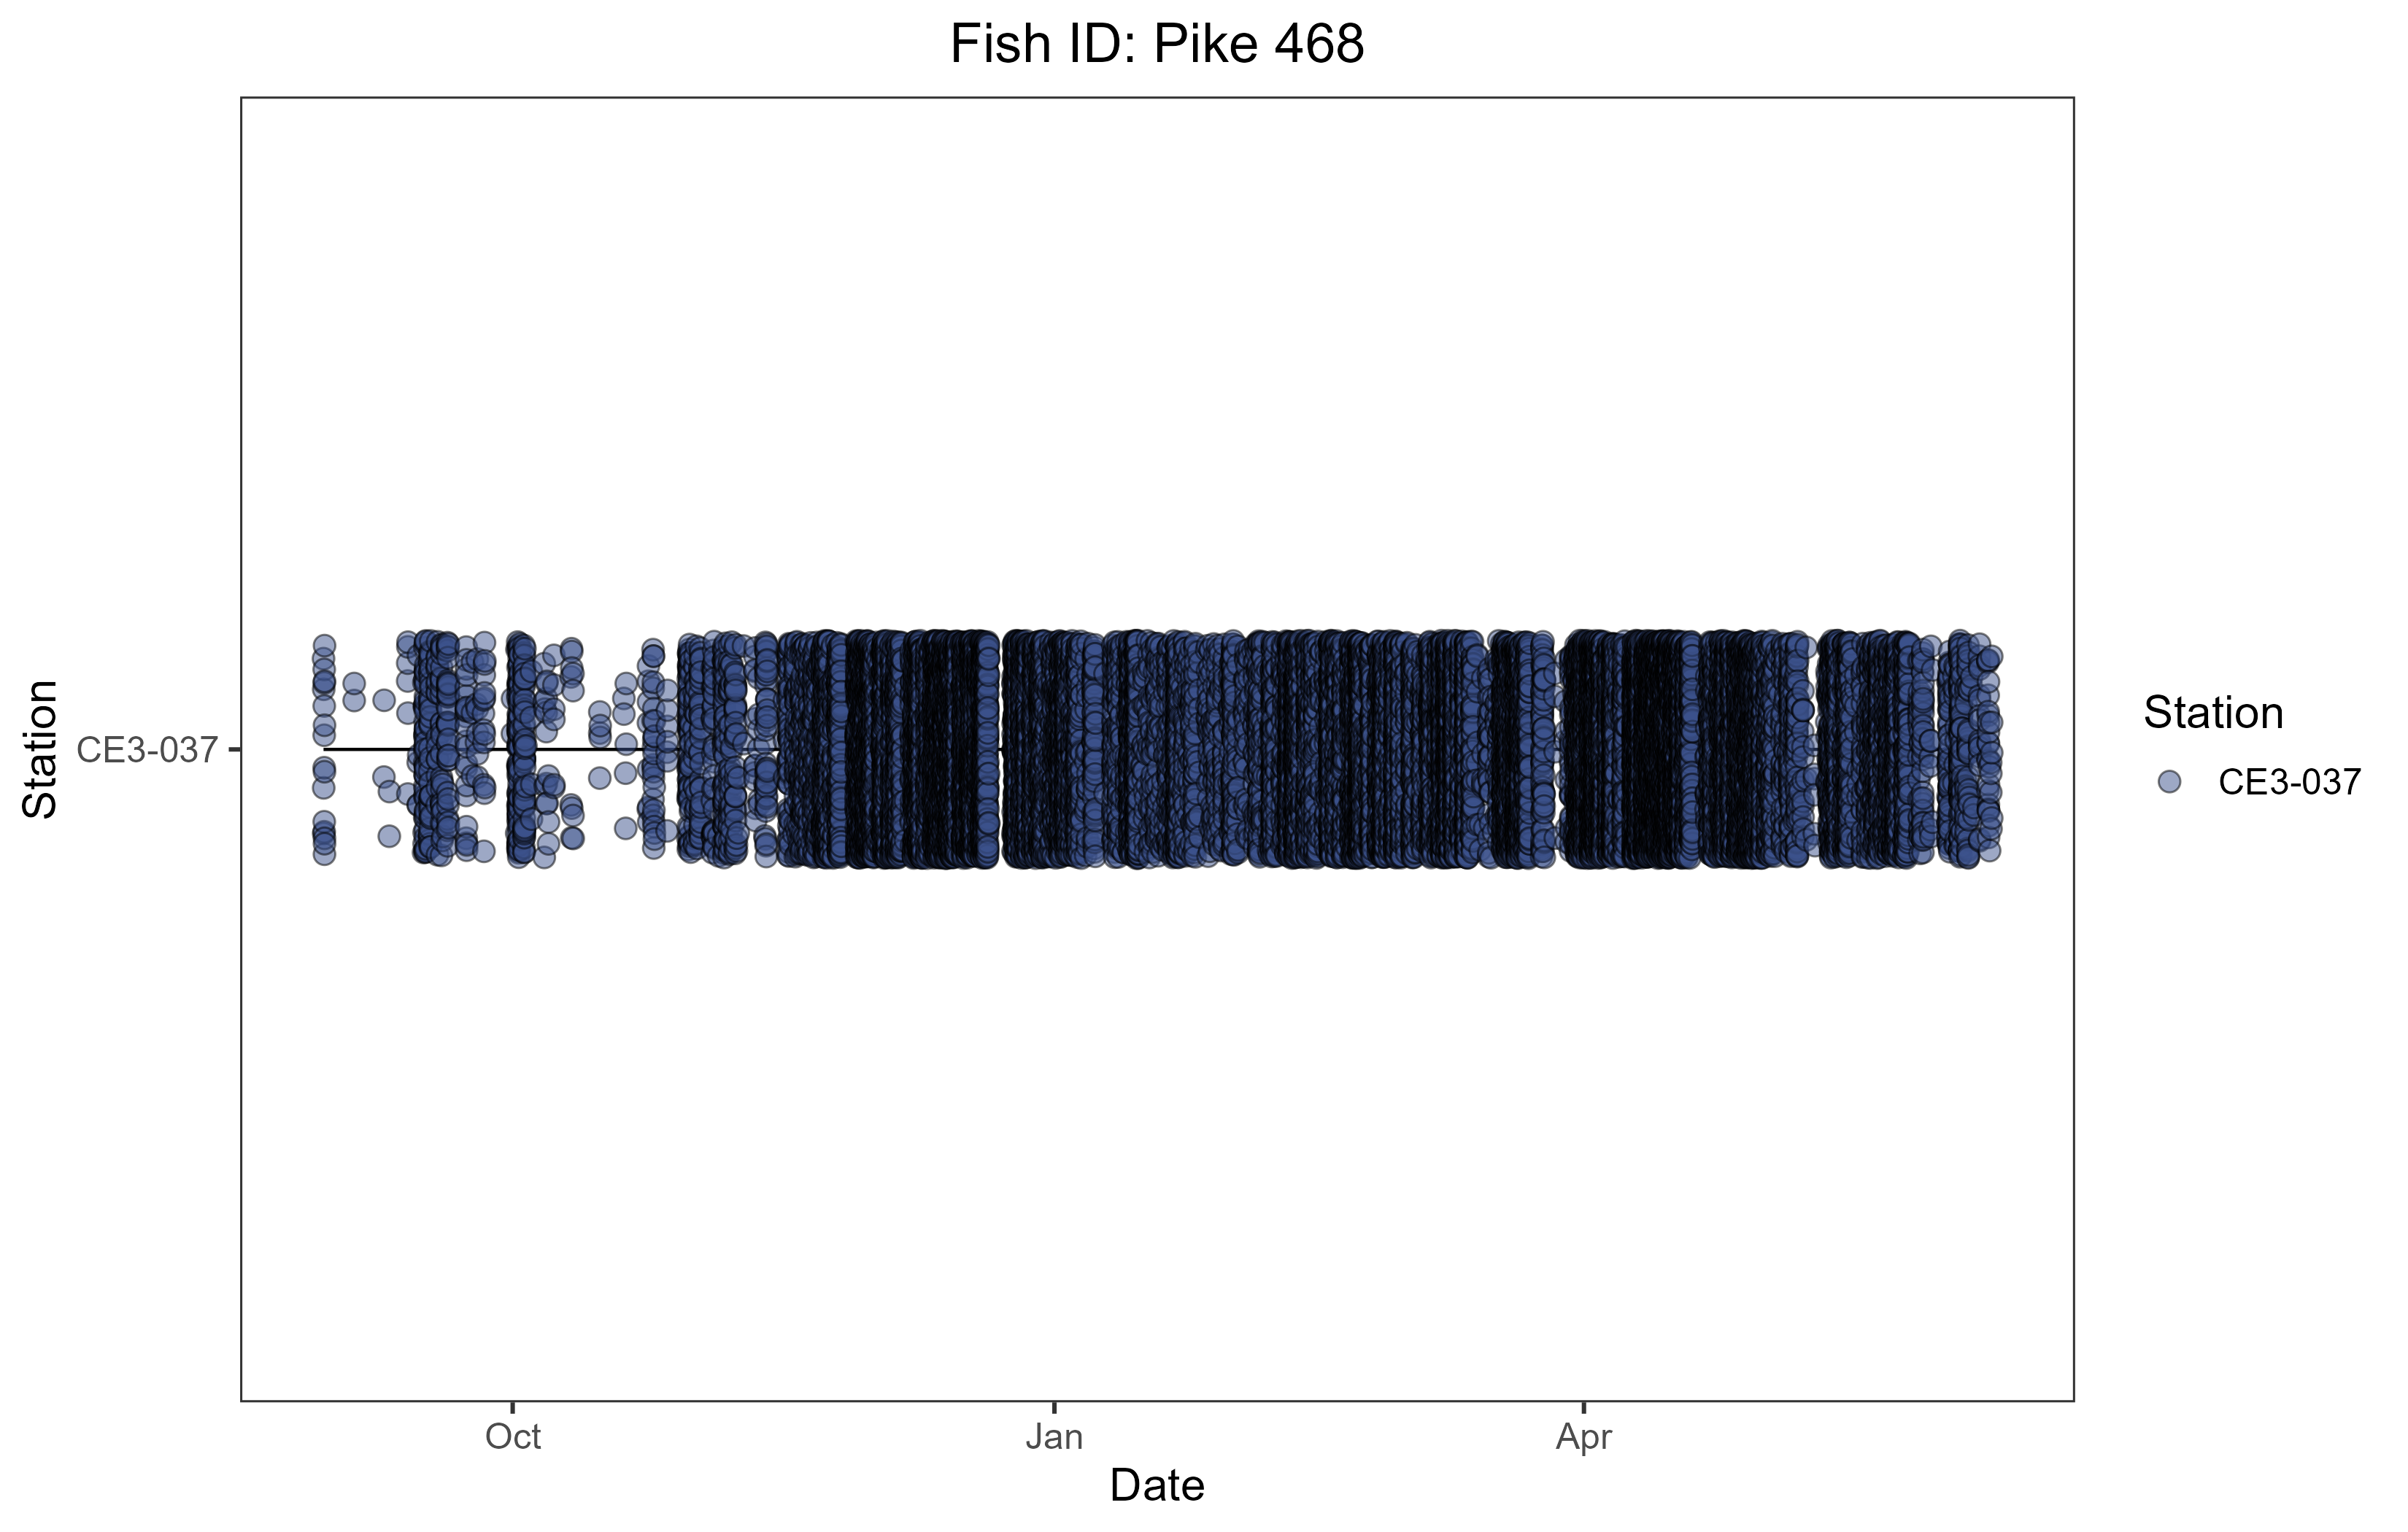 Fish ID: Pike 468
Station
CE3-037
Station
CE3-037
Oct
Jan
Apr
Date